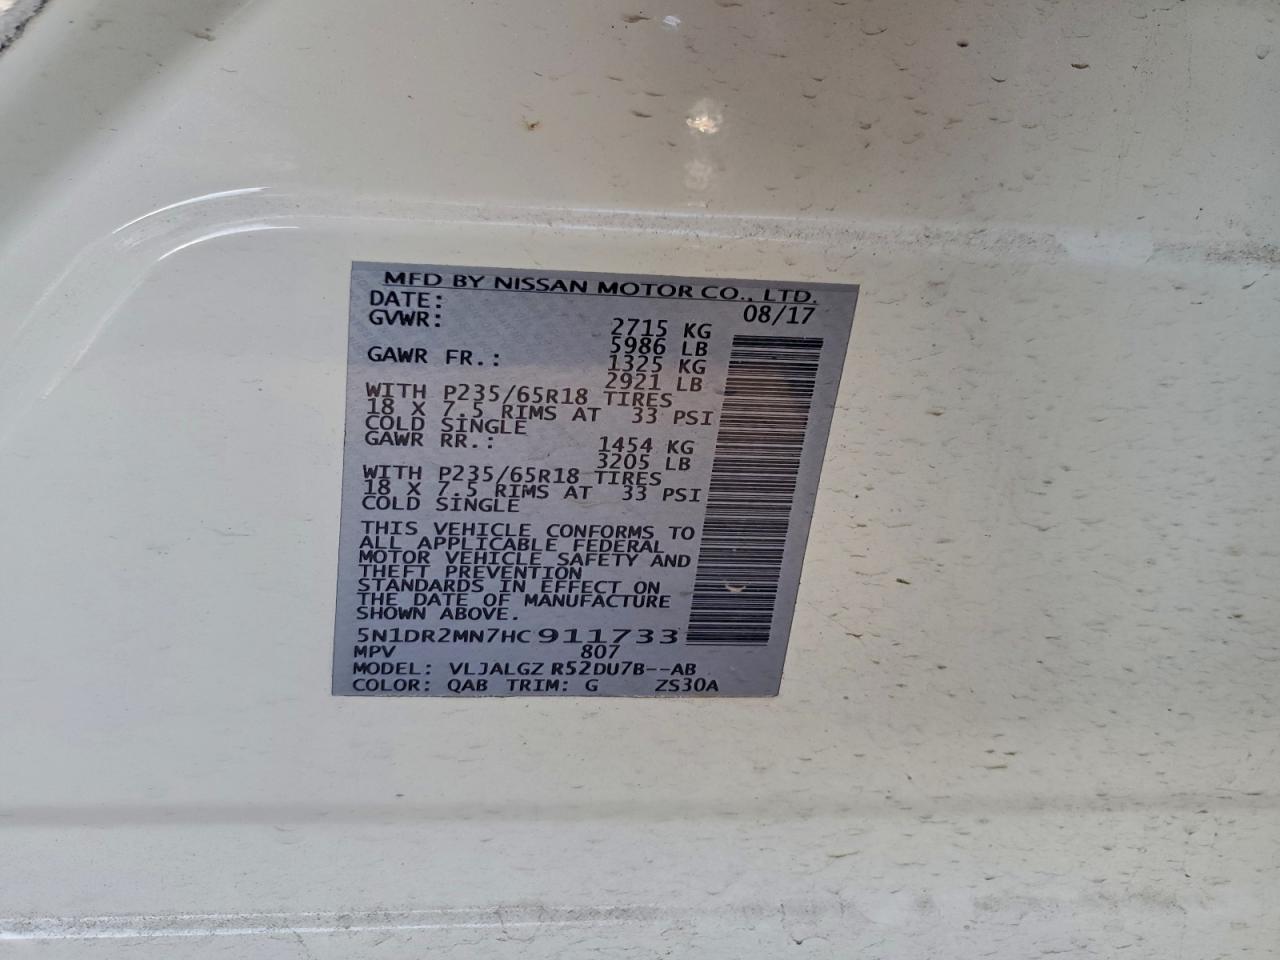 MFD BY NISSAN MOTOR CO., LTD.
DATE: 08/17
GVWR: 2715 KG
5986 LB
GAWR FR.: 1325 KG
2921 LB
WITH P235/65R18 TIRES
18 X 7.5 RIMS AT 33 PSI
COLD SINGLE
GAWR RR.: 1454 KG
3205 LB
WITH P235/65R18 TIRES
18 X 7.5 RIMS AT 33 PSI
COLD SINGLE
THIS VEHICLE CONFORMS TO
ALL APPLICABLE FEDERAL
MOTOR VEHICLE SAFETY AND
THEFT PREVENTION
STANDARDS IN EFFECT ON
THE DATE OF MANUFACTURE
SHOWN ABOVE.
5N1DR2MN7HC911733
MPV 807
MODEL: VLJALGZ R52DU7B--AB
COLOR: QAB TRIM: G ZS30A